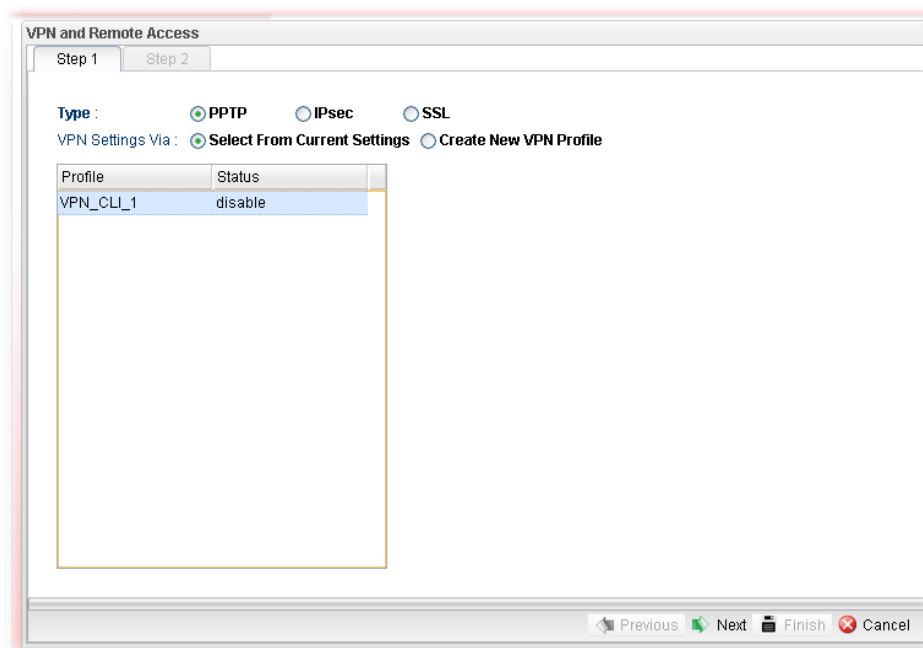 VPN and Remote Access
Step 1 Step 2
Type : PPTP IPsec SSL
VPN Settings Via : Select From Current Settings Create New VPN Profile
Profile Status
VPN_CLI_1 disable
Previous Next Finish Cancel